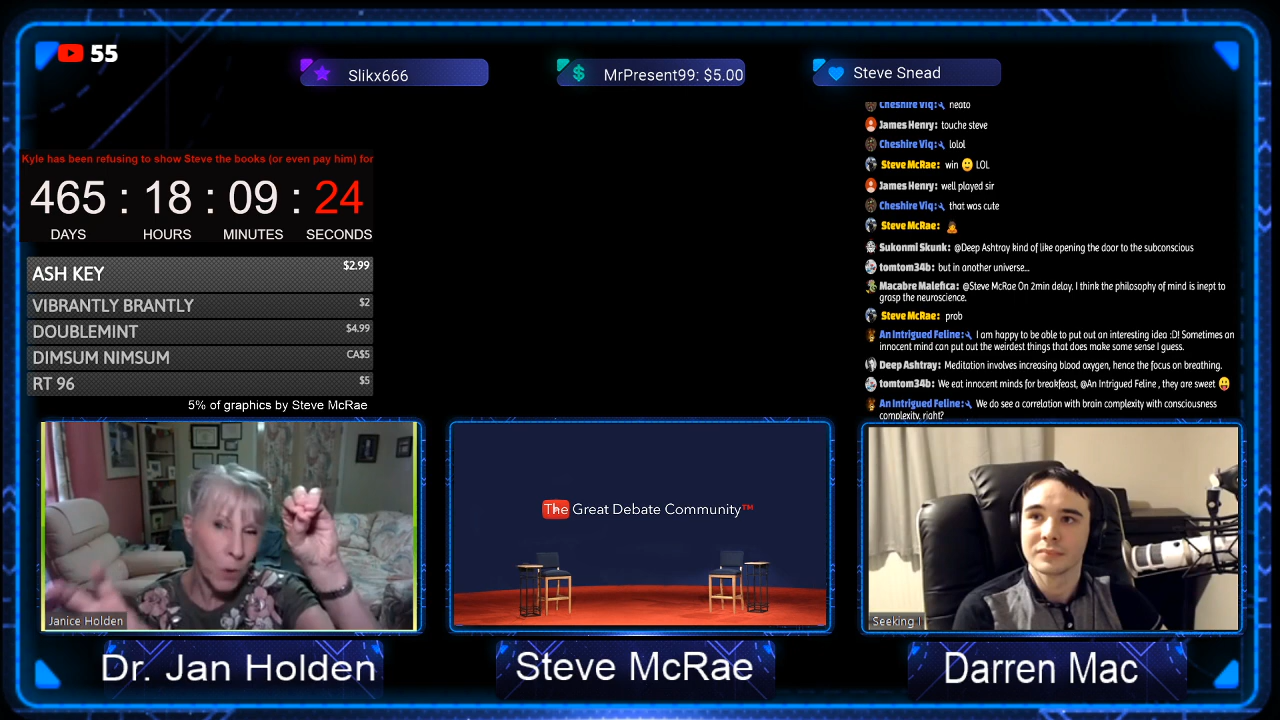 55
Slikx666
MrPresent99: $5.00
Steve Snead
Kyle has been refusing to show Steve the books (or even pay him) for
465 : 18 : 09 : 24
DAYS HOURS MINUTES SECONDS
ASH KEY $2.99
VIBRANTLY BRANTLY $2
DOUBLEMINT $4.99
DIMSUM NIMSUM CA$5
RT 96 $5
5% of graphics by Steve McRae
Cheshire Viq: neato
James Henry: touche steve
Cheshire Viq: lolol
Steve McRae: win 🙂 LOL
James Henry: well played sir
Cheshire Viq: that was cute
Steve McRae: 🙇
Sukonmi Skunk: @Deep Ashtray kind of like opening the door to the subconscious
tomtom34b: but in another universe...
Macabre Malefica: @Steve McRae On 2min delay. I think the philosophy of mind is inept to
grasp the neuroscience.
Steve McRae: prob
An Intrigued Feline: I am happy to be able to put out an interesting idea :D! Sometimes an
innocent mind can put out the weirdest things that does make some sense I guess.
Deep Ashtray: Meditation involves increasing blood oxygen, hence the focus on breathing.
tomtom34b: We eat innocent minds for breakfeast, @An Intrigued Feline , they are sweet 😛
An Intrigued Feline: We do see a correlation with brain complexity with consciousness
complexity, right?
Janice Holden
The Great Debate Community™
Seeking I
Dr. Jan Holden
Steve McRae
Darren Mac